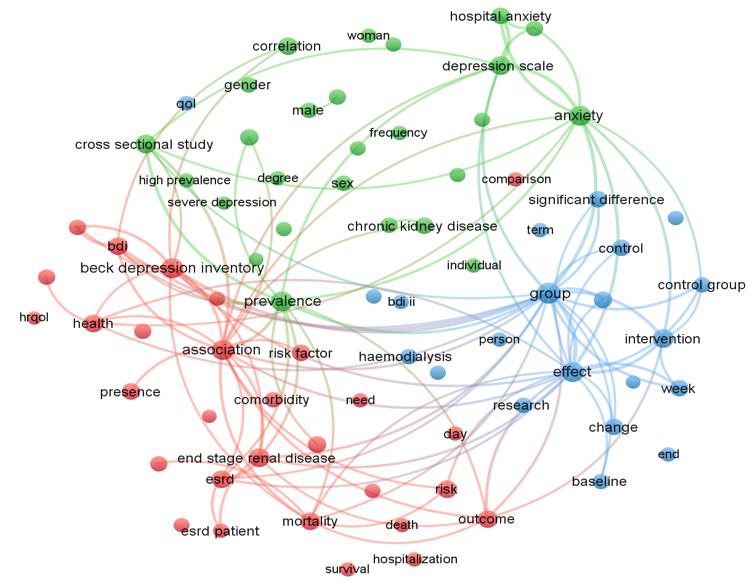 hospital anxiety
woman
correlation
depression scale
gender
qol
male
anxiety
frequency
cross sectional study
high prevalence
degree
sex
comparison
severe depression
significant difference
chronic kidney disease
term
bdi
control
beck depression inventory
individual
control group
prevalence
bdi ii
group
hrqol
health
person
intervention
association
risk factor
haemodialysis
effect
presence
comorbidity
need
research
week
day
change
end stage renal disease
end
esrd
risk
baseline
esrd patient
mortality
death
outcome
survival
hospitalization